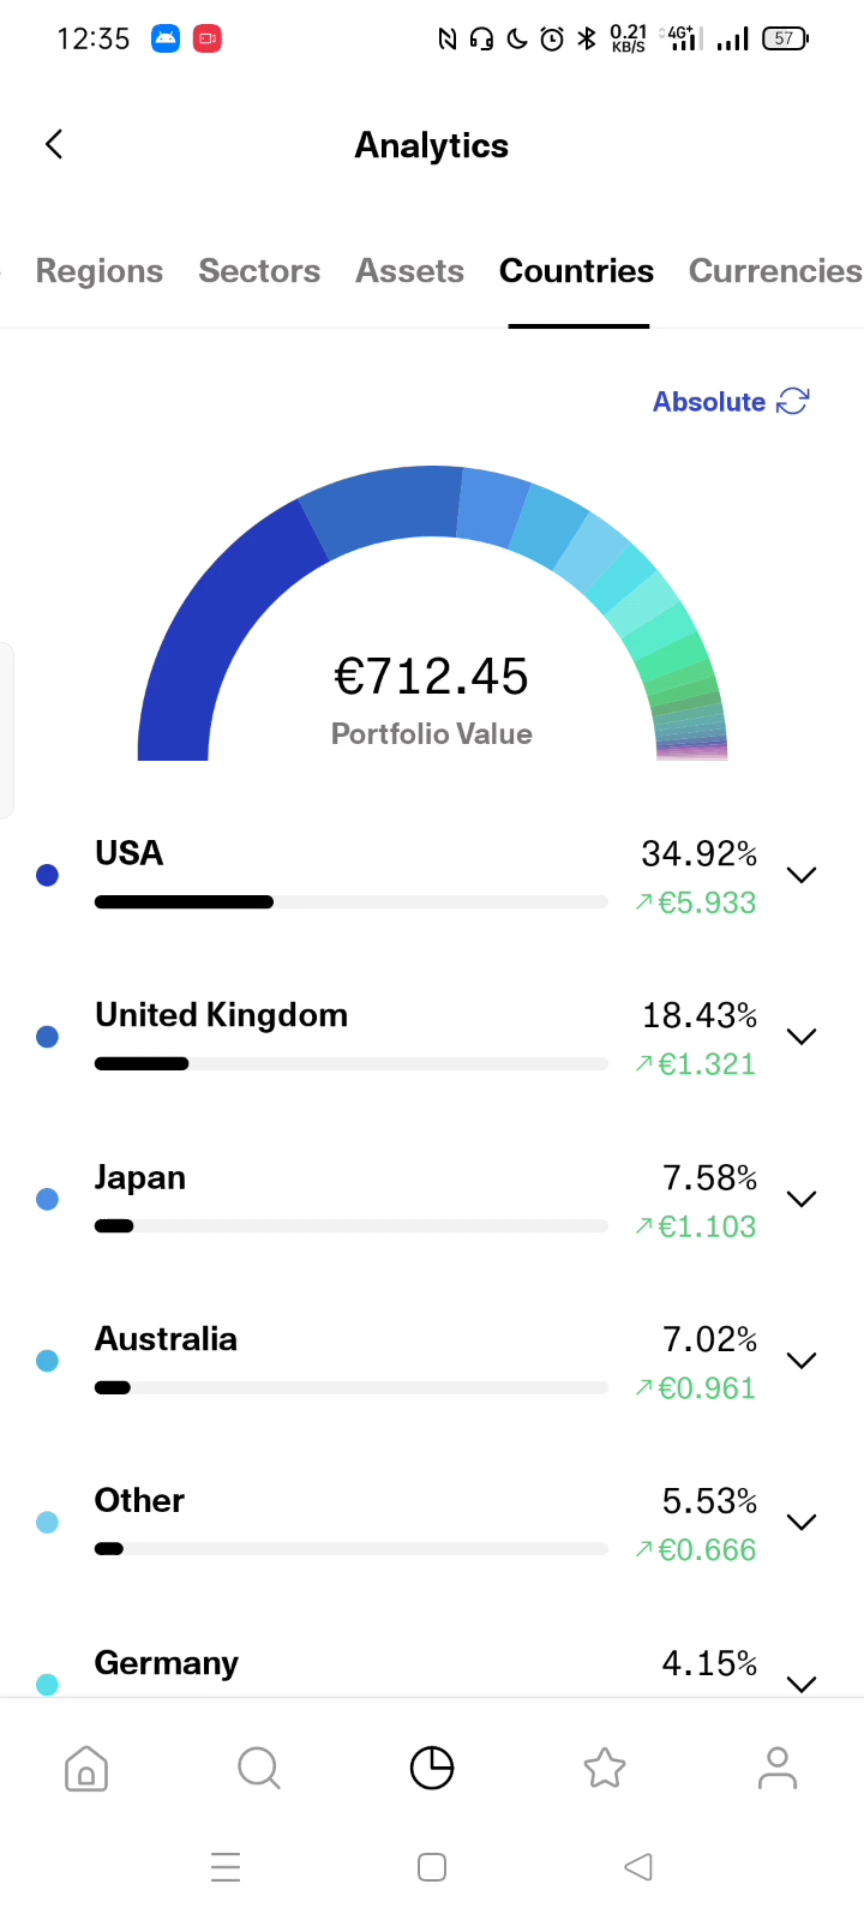 12:35
0.21 KB/S 4G+ 57
Analytics
Regions Sectors Assets Countries Currencies
Absolute
€712.45
Portfolio Value
USA 34.92%
€5.933
United Kingdom 18.43%
€1.321
Japan 7.58%
€1.103
Australia 7.02%
€0.961
Other 5.53%
€0.666
Germany 4.15%